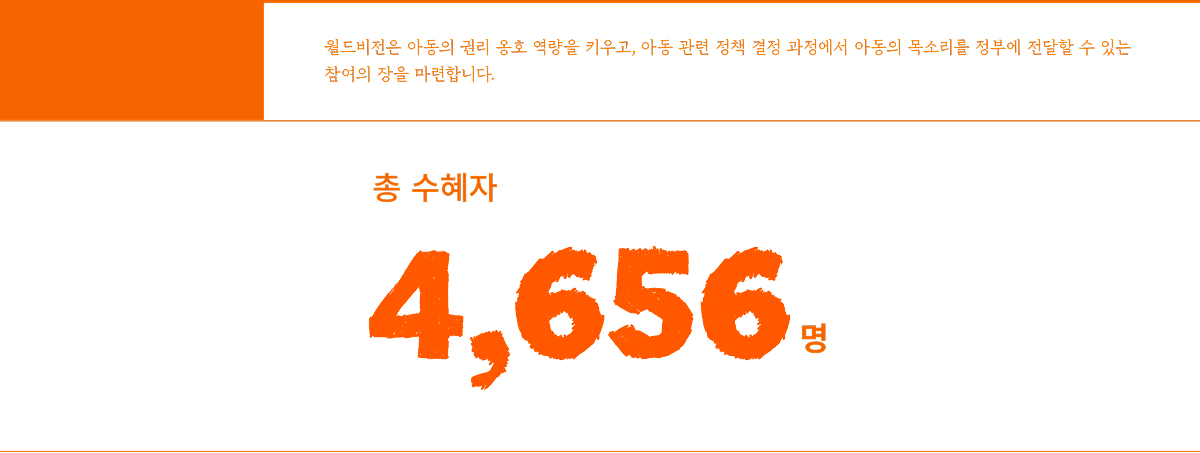 월드비전은 아동의 권리 옹호 역량을 키우고, 아동 관련 정책 결정 과정에서 아동의 목소리를 정부에 전달할 수 있는
참여의 장을 마련합니다.
총 수혜자
4,656 명